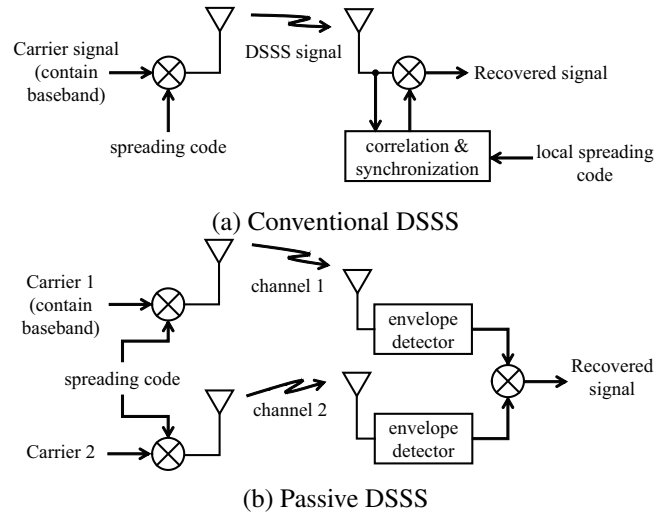 Carrier signal
(contain
baseband)
DSSS signal
Recovered signal
spreading code
correlation &
synchronization
local spreading
code
(a) Conventional DSSS
Carrier 1
(contain
baseband)
channel 1
envelope
detector
spreading code
Recovered
signal
channel 2
envelope
detector
Carrier 2
(b) Passive DSSS